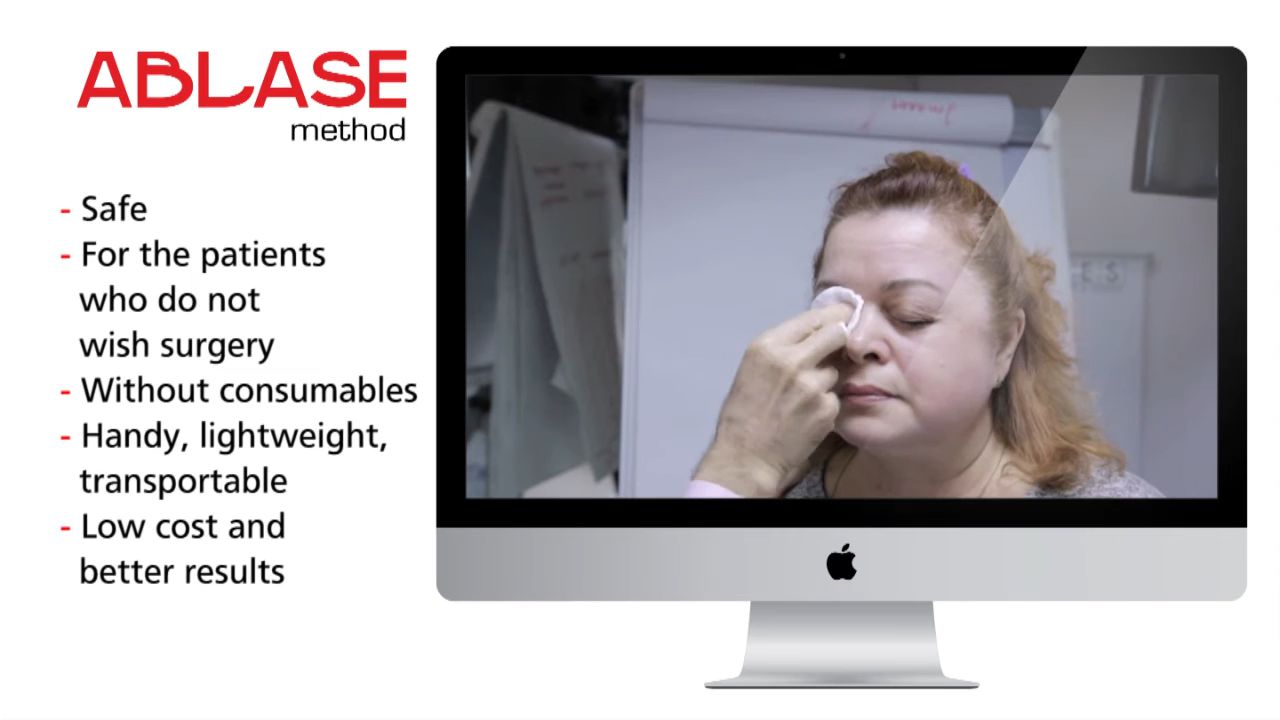 ABLASE
method
- Safe
- For the patients
who do not
wish surgery
- Without consumables
- Handy, lightweight,
transportable
- Low cost and
better results